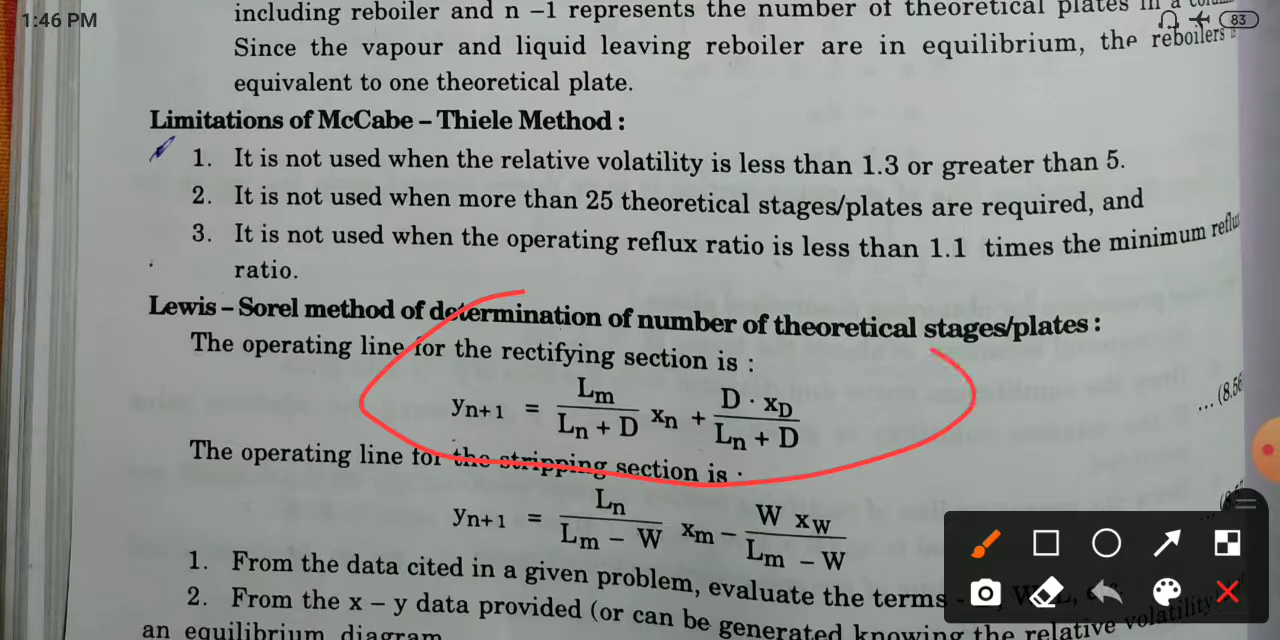 1:46 PM
83
including reboiler and n –1 represents the number of theoretical plates in a
Since the vapour and liquid leaving reboiler are in equilibrium, the reboilers
equivalent to one theoretical plate.
Limitations of McCabe – Thiele Method :
1. It is not used when the relative volatility is less than 1.3 or greater than 5.
2. It is not used when more than 25 theoretical stages/plates are required, and
3. It is not used when the operating reflux ratio is less than 1.1 times the minimum reflux
ratio.
Lewis – Sorel method of determination of number of theoretical stages/plates :
The operating line for the rectifying section is :
yn+1 = Lm / Ln + D xn + D · xD / Ln + D ... (8.56
The operating line for the stripping section is :
yn+1 = Ln / Lm – W xm – W xW / Lm – W
1. From the data cited in a given problem, evaluate the terms -
2. From the x – y data provided (or can be generated knowing the relative volatility
an equilibrium diagram